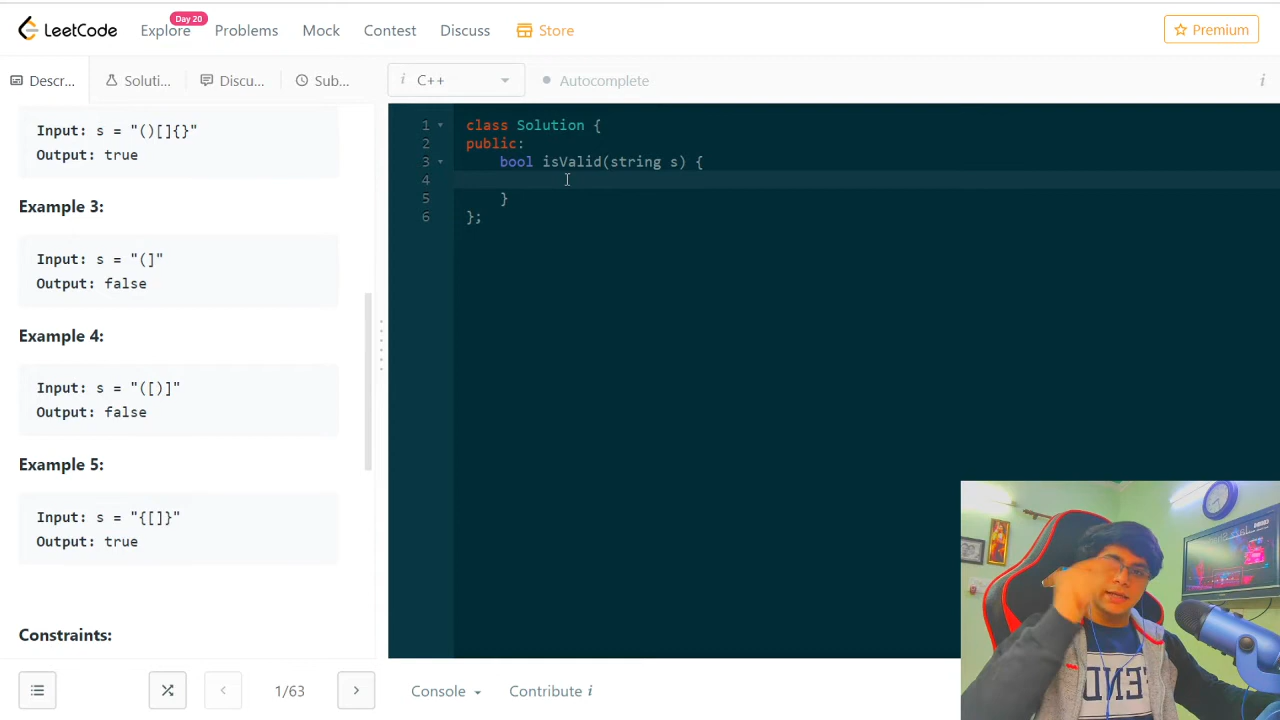 LeetCode
Explore
Day 20
Problems
Mock
Contest
Discuss
Store
Premium
Descr...
Soluti...
Discu...
Sub...
i C++
Autocomplete
i
Input: s = "()[]{}"
Output: true
Example 3:
Input: s = "(]"
Output: false
Example 4:
Input: s = "([)]"
Output: false
Example 5:
Input: s = "{[]}"
Output: true
Constraints:
1 class Solution {
2 public:
3 bool isValid(string s) {
4
5 }
6 };
1/63
Console
Contribute i